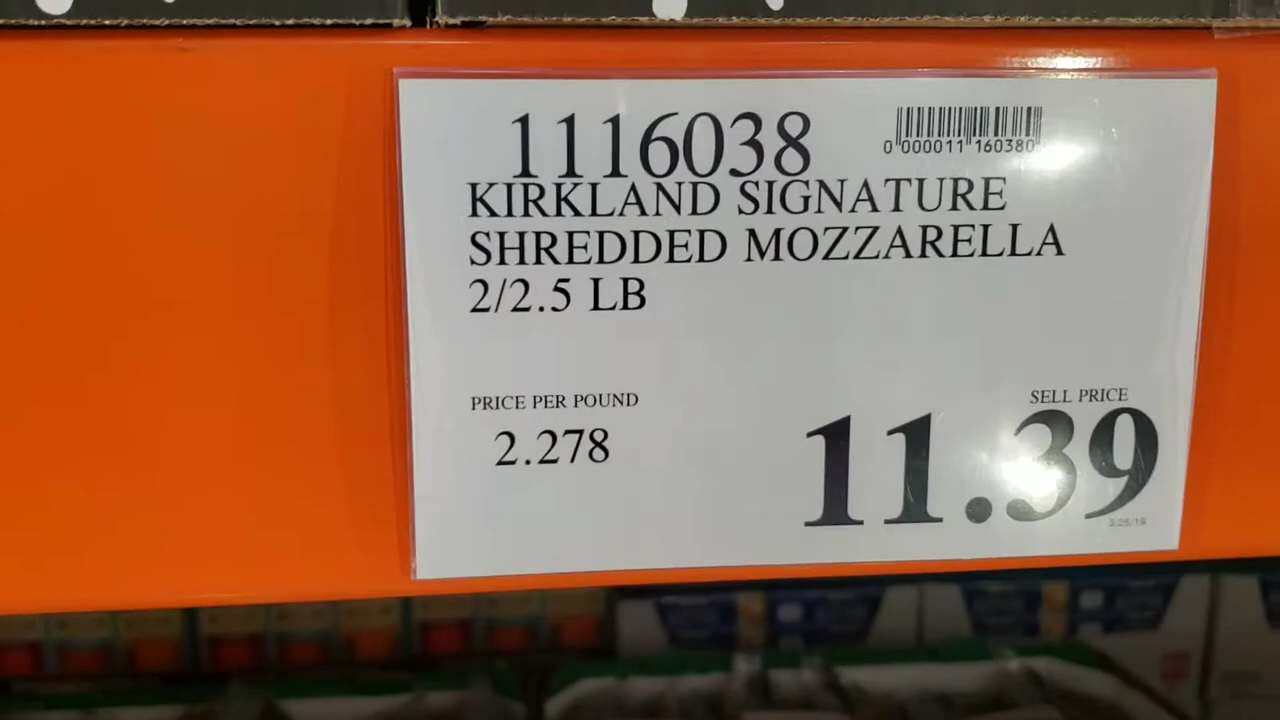 1116038
0 000011 160380
KIRKLAND SIGNATURE
SHREDDED MOZZARELLA
2/2.5 LB
PRICE PER POUND
2.278
SELL PRICE
11.39
3/25/19